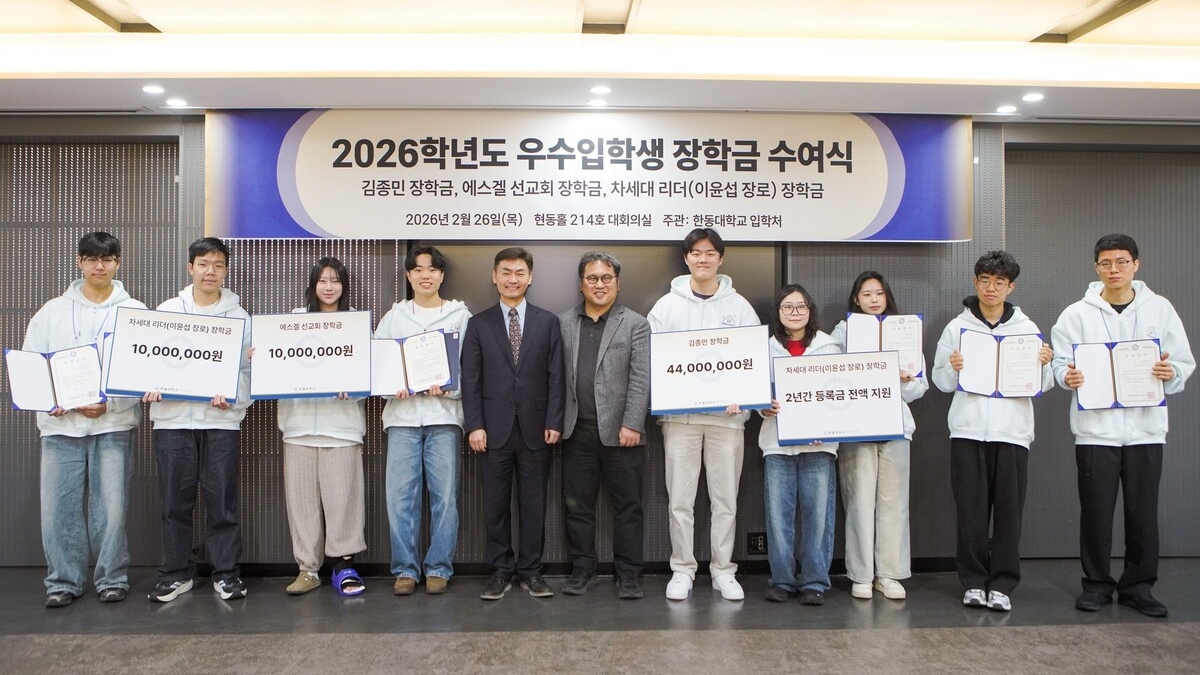 2026학년도 우수입학생 장학금 수여식
김종민 장학금, 에스겔 선교회 장학금, 차세대 리더(이윤섭 장로) 장학금
2026년 2월 26일(목) 현동홀 214호 대회의실 주관: 한동대학교 입학처
차세대 리더(이윤섭 장로) 장학금
10,000,000원
에스겔 선교회 장학금
10,000,000원
김종민 장학금
44,000,000원
차세대 리더(이윤섭 장로) 장학금
2년간 등록금 전액 지원